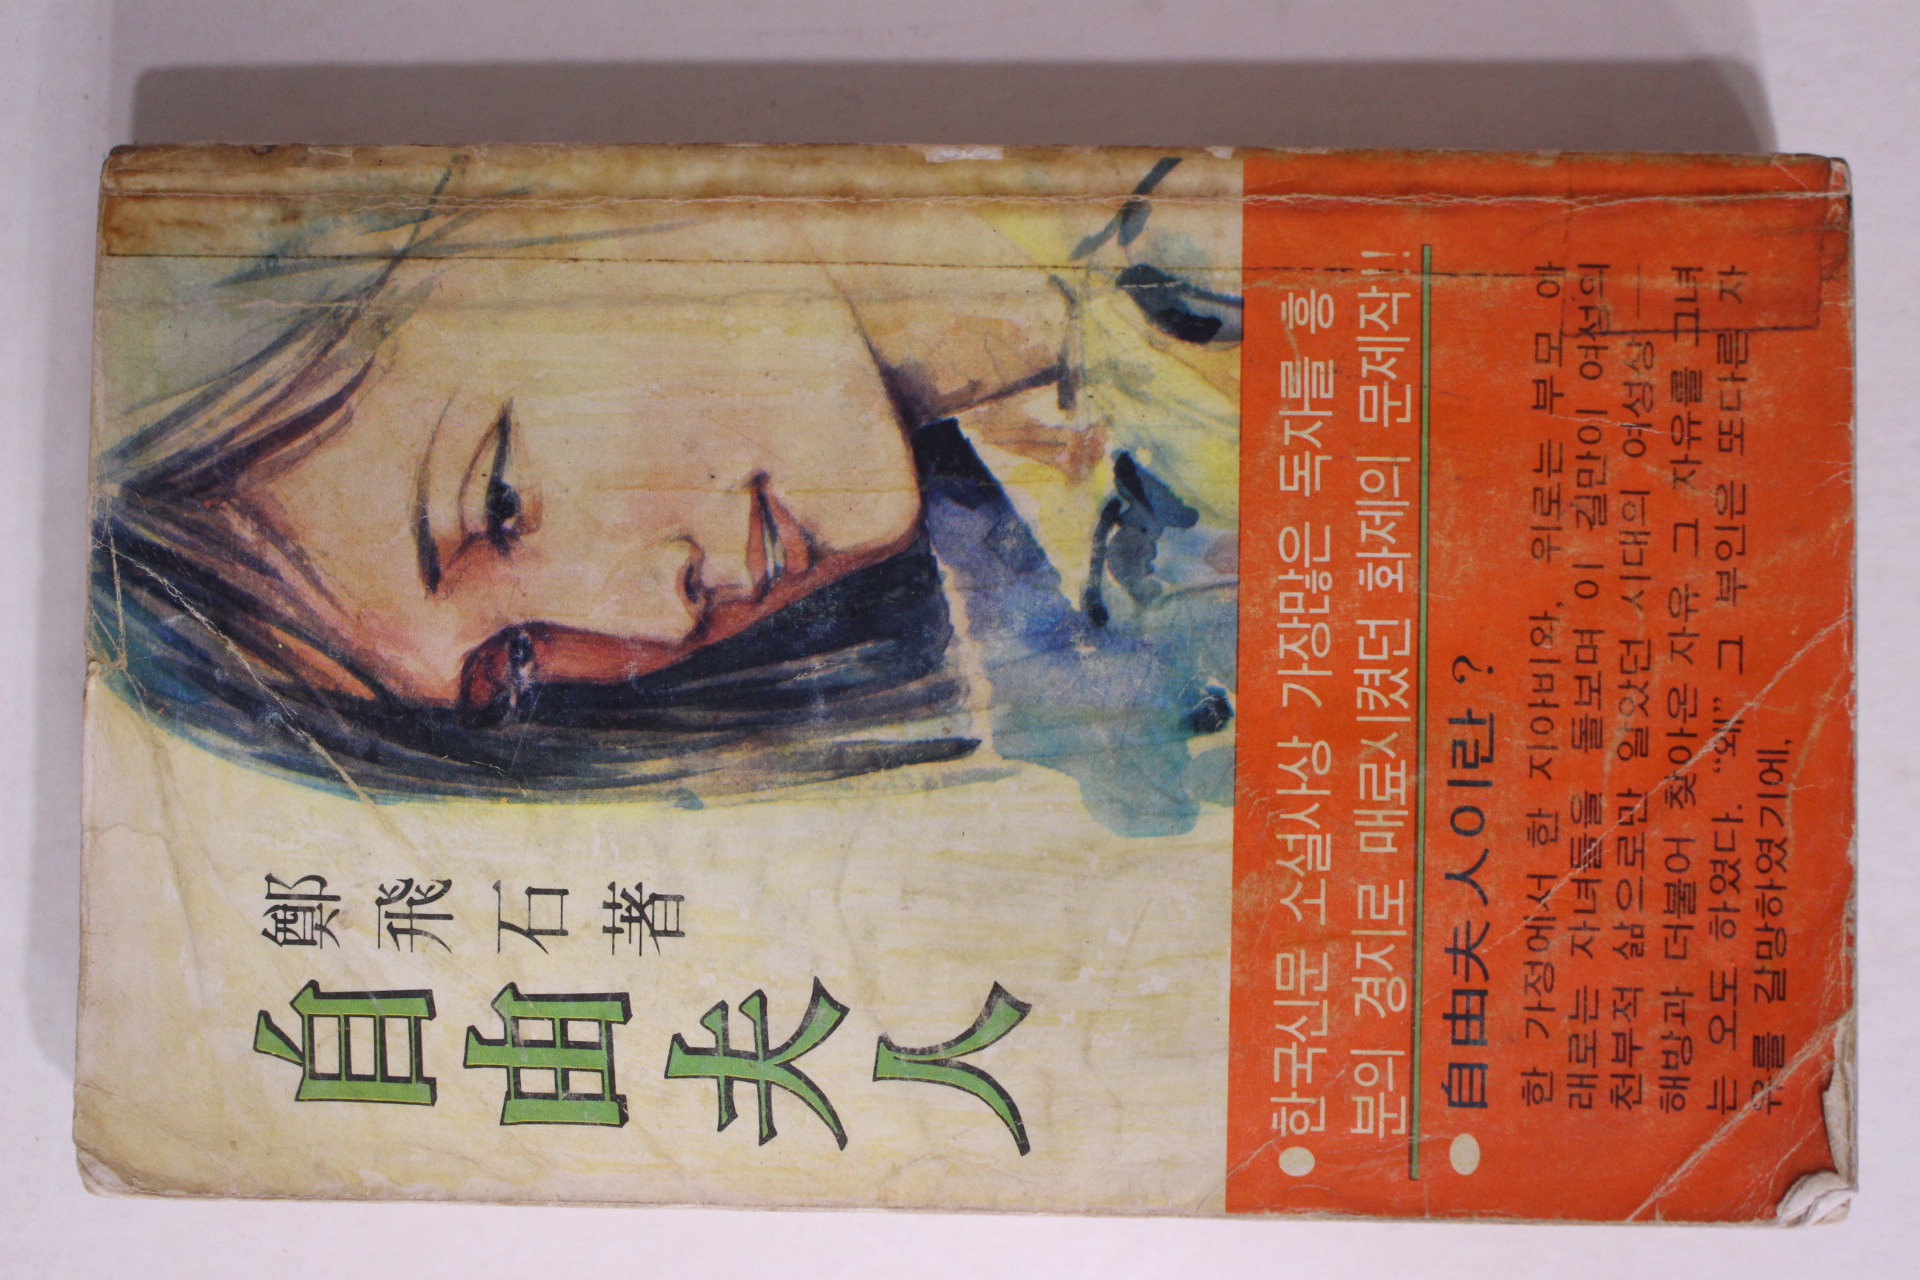 自由夫人
鄭飛石 著
● 한국신문 소설사상 가장많은 독자를 흥
분의 경지로 매료시켰던 화제의 문제작!!
● 自由夫人이란?
한 가정에서 한 지아비와, 위로는 부모 아
래로는 자녀들을 돌보며 이 길만이 여성의
천부적 삶으로만 알았던 시대의 여성상—
해방과 더불어 찾아온 자유 그 자유를 그녀
는 오도 하였다. “왜” 그 부인은 또다른 자
유를 갈망하였기에,